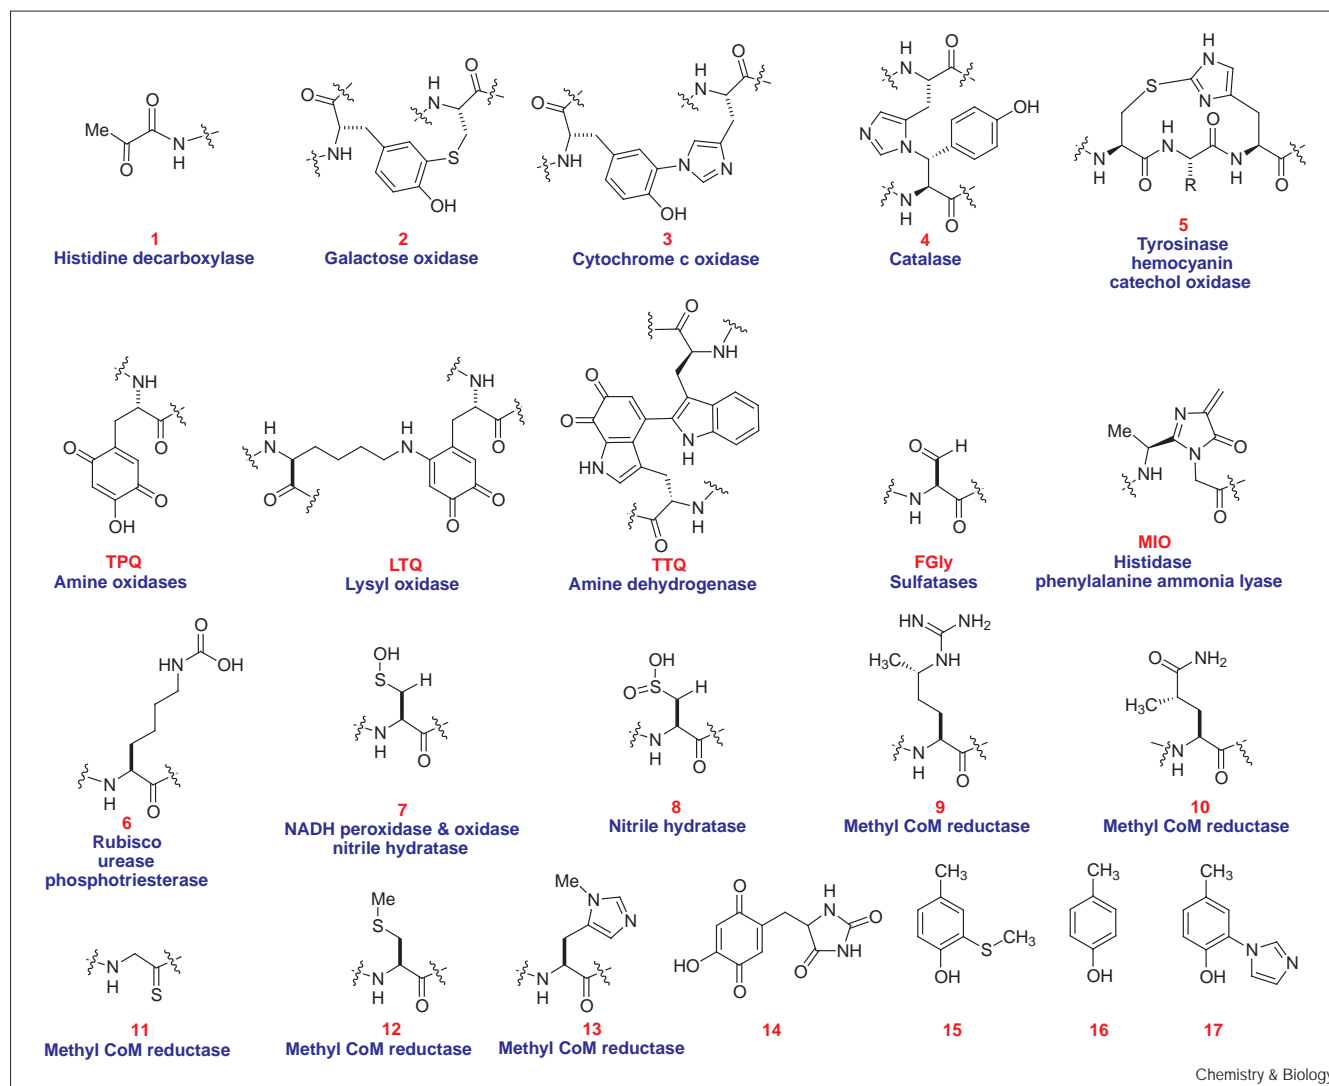 1
Histidine decarboxylase
2
Galactose oxidase
3
Cytochrome c oxidase
4
Catalase
5
Tyrosinase
hemocyanin
catechol oxidase
TPQ
Amine oxidases
LTQ
Lysyl oxidase
TTQ
Amine dehydrogenase
FGly
Sulfatases
MIO
Histidase
phenylalanine ammonia lyase
6
Rubisco
urease
phosphotriesterase
7
NADH peroxidase & oxidase
nitrile hydratase
8
Nitrile hydratase
9
Methyl CoM reductase
10
Methyl CoM reductase
11
Methyl CoM reductase
12
Methyl CoM reductase
13
Methyl CoM reductase
14
15
16
17
Chemistry & Biology